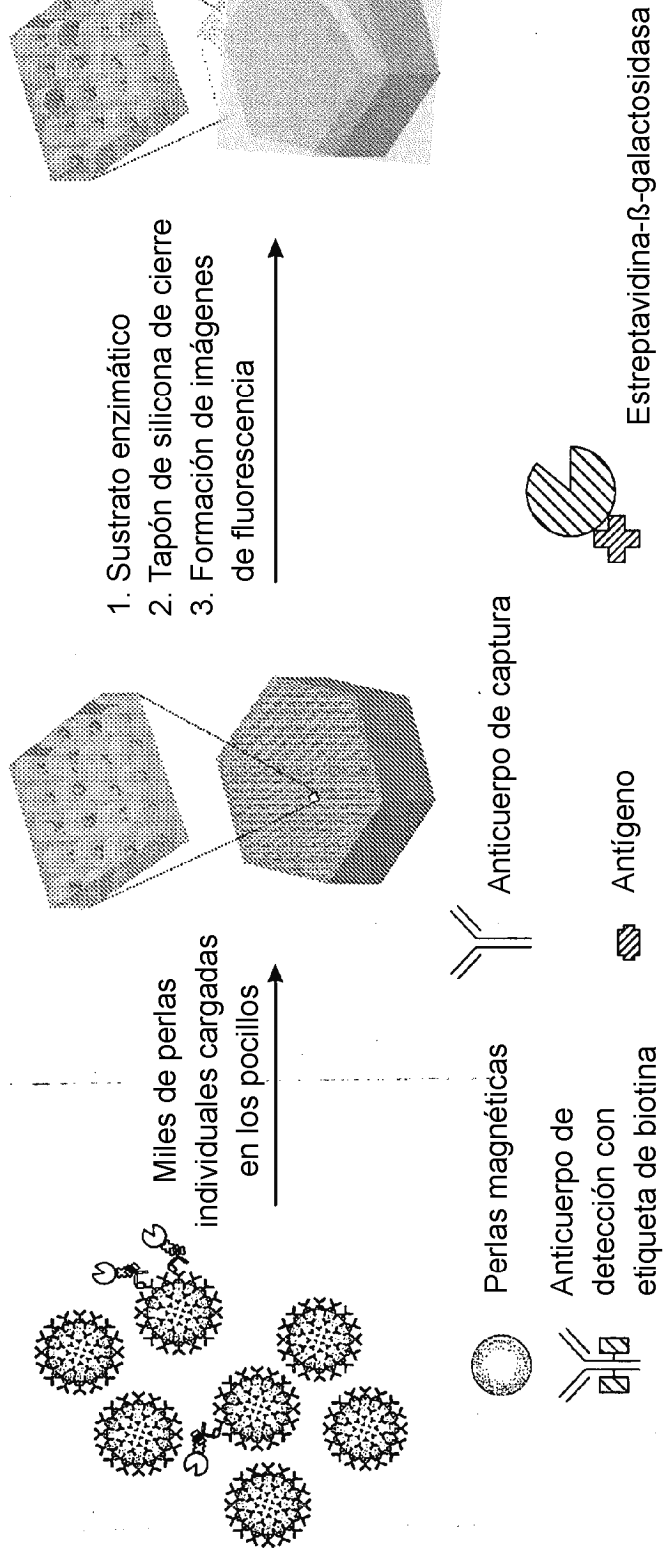 Miles de perlas
individuales cargadas
en los pocillos
1. Sustrato enzimático
2. Tapón de silicona de cierre
3. Formación de imágenes
de fluorescencia
Perlas magnéticas
Anticuerpo de captura
Anticuerpo de
detección con
etiqueta de biotina
Antígeno
Estreptavidina-ß-galactosidasa